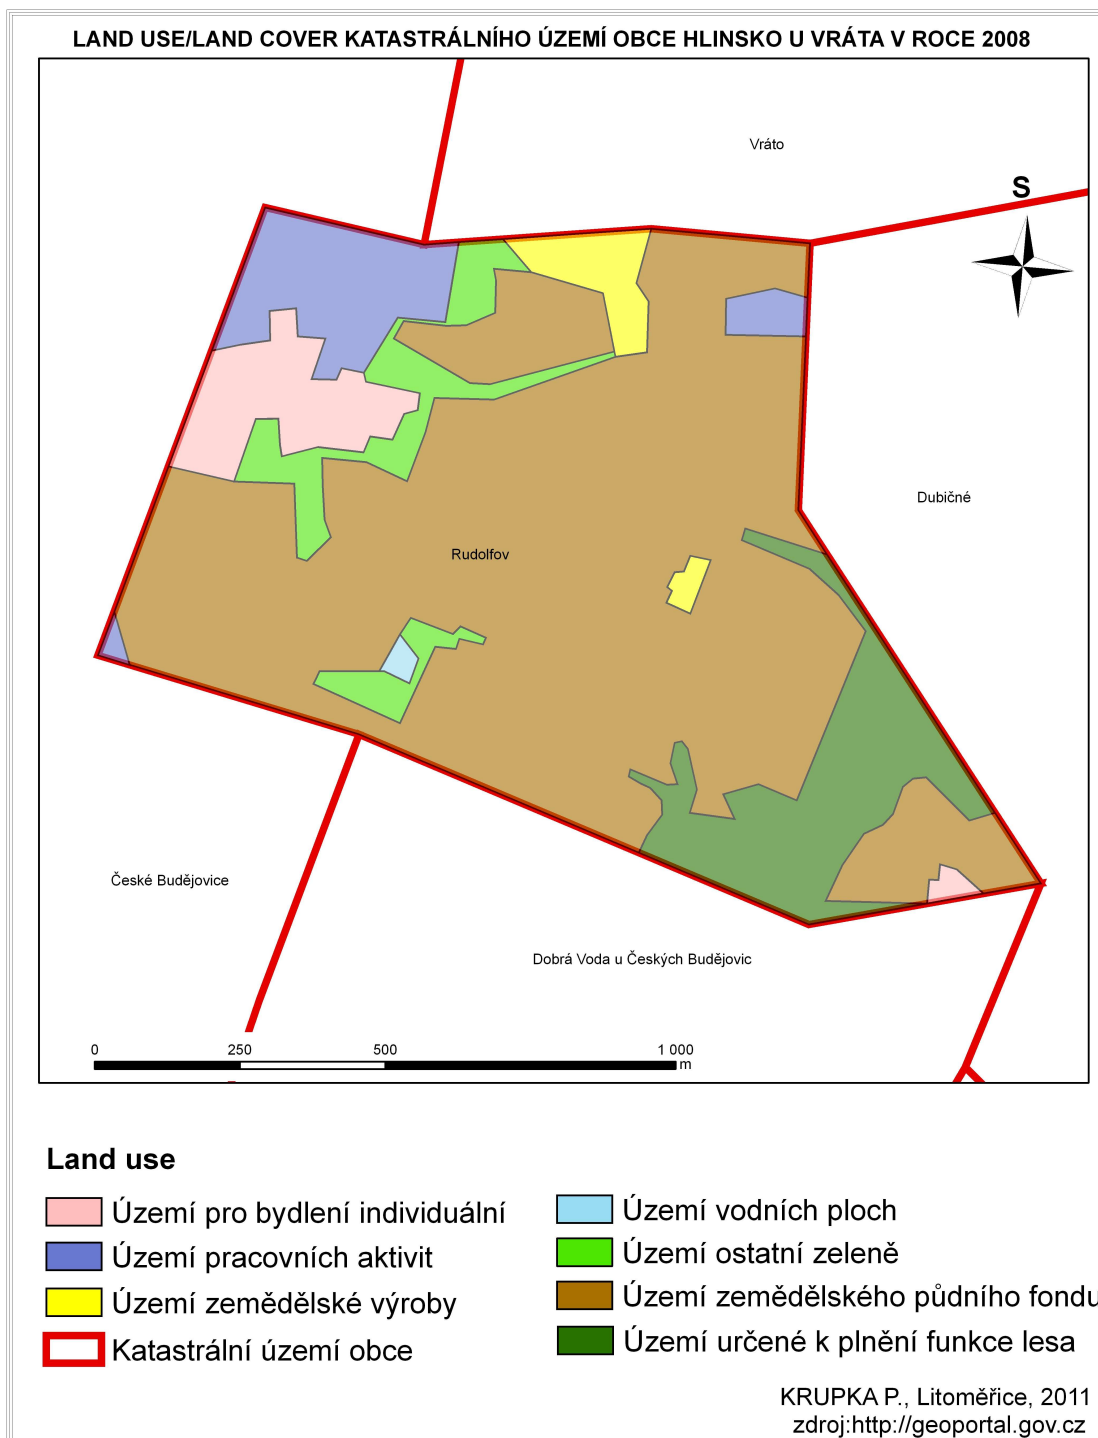 LAND USE/LAND COVER KATASTRÁLNÍHO ÚZEMÍ OBCE HLINSKO U VRÁTA V ROCE 2008
Vráto
S
Dubičné
Rudolfov
České Budějovice
Dobrá Voda u Českých Budějovic
0 250 500 1 000
m
Land use
Území pro bydlení individuální
Území pracovních aktivit
Území zemědělské výroby
Katastrální území obce
Území vodních ploch
Území ostatní zeleně
Území zemědělského půdního fondu
Území určené k plnění funkce lesa
KRUPKA P., Litoměřice, 2011
zdroj:http://geoportal.gov.cz